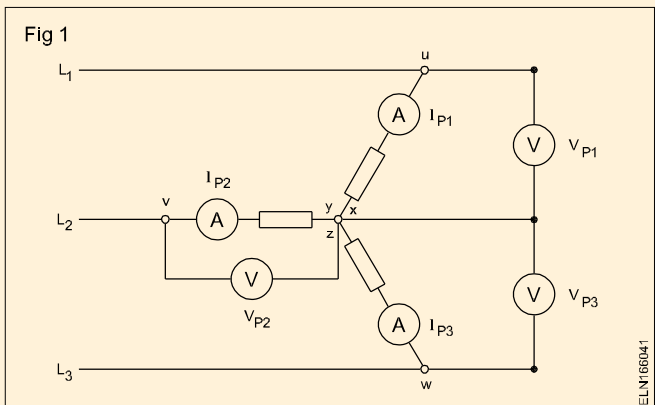 Fig 1
u
L1
A IP1
V VP1
IP2
v
y x
L2 A
z
V
VP2
V VP3
A IP3
L3
w
ELN166041